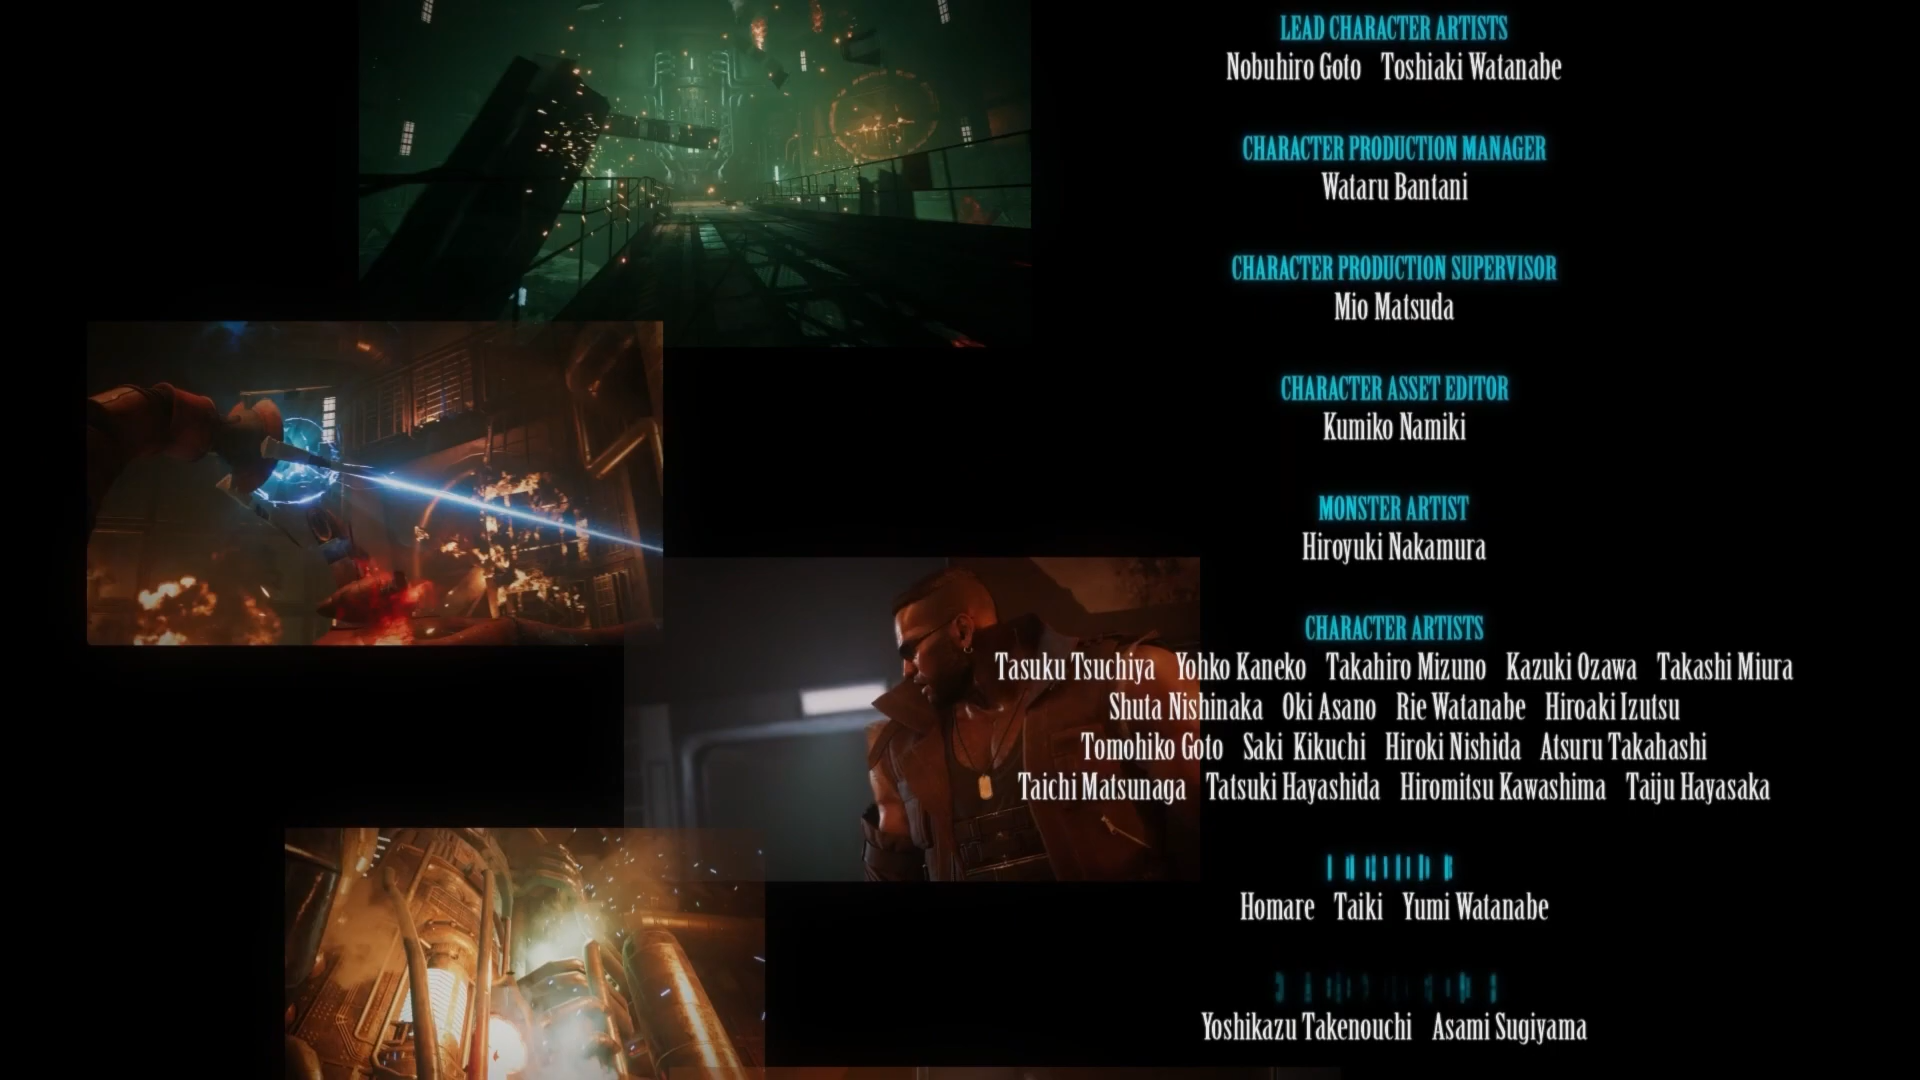 LEAD CHARACTER ARTISTS
Nobuhiro Goto Toshiaki Watanabe
CHARACTER PRODUCTION MANAGER
Wataru Bantani
CHARACTER PRODUCTION SUPERVISOR
Mio Matsuda
CHARACTER ASSET EDITOR
Kumiko Namiki
MONSTER ARTIST
Hiroyuki Nakamura
CHARACTER ARTISTS
Tasuku Tsuchiya Yohko Kaneko Takahiro Mizuno Kazuki Ozawa Takashi Miura
Shuta Nishinaka Oki Asano Rie Watanabe Hiroaki Izutsu
Tomohiko Goto Saki Kikuchi Hiroki Nishida Atsuru Takahashi
Taichi Matsunaga Tatsuki Hayashida Hiromitsu Kawashima Taiju Hayasaka
Homare Taiki Yumi Watanabe
Yoshikazu Takenouchi Asami Sugiyama